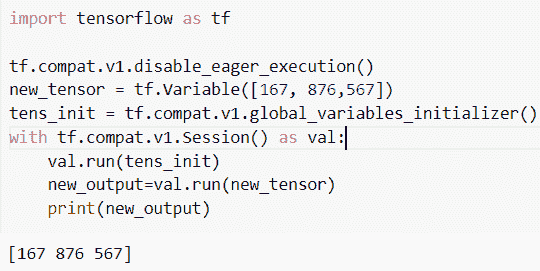 import tensorflow as tf
tf.compat.v1.disable_eager_execution()
new_tensor = tf.Variable([167, 876,567])
tens_init = tf.compat.v1.global_variables_initializer()
with tf.compat.v1.Session() as val:
    val.run(tens_init)
    new_output=val.run(new_tensor)
    print(new_output)
[167 876 567]